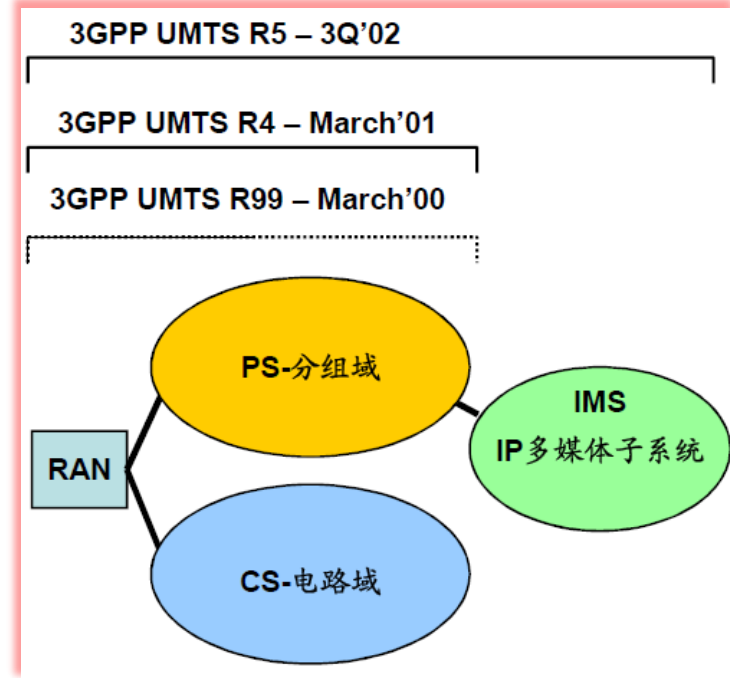 3GPP UMTS R5 – 3Q’02
3GPP UMTS R4 – March’01
3GPP UMTS R99 – March’00
PS-分组域
IMS
IP多媒体子系统
RAN
CS-电路域